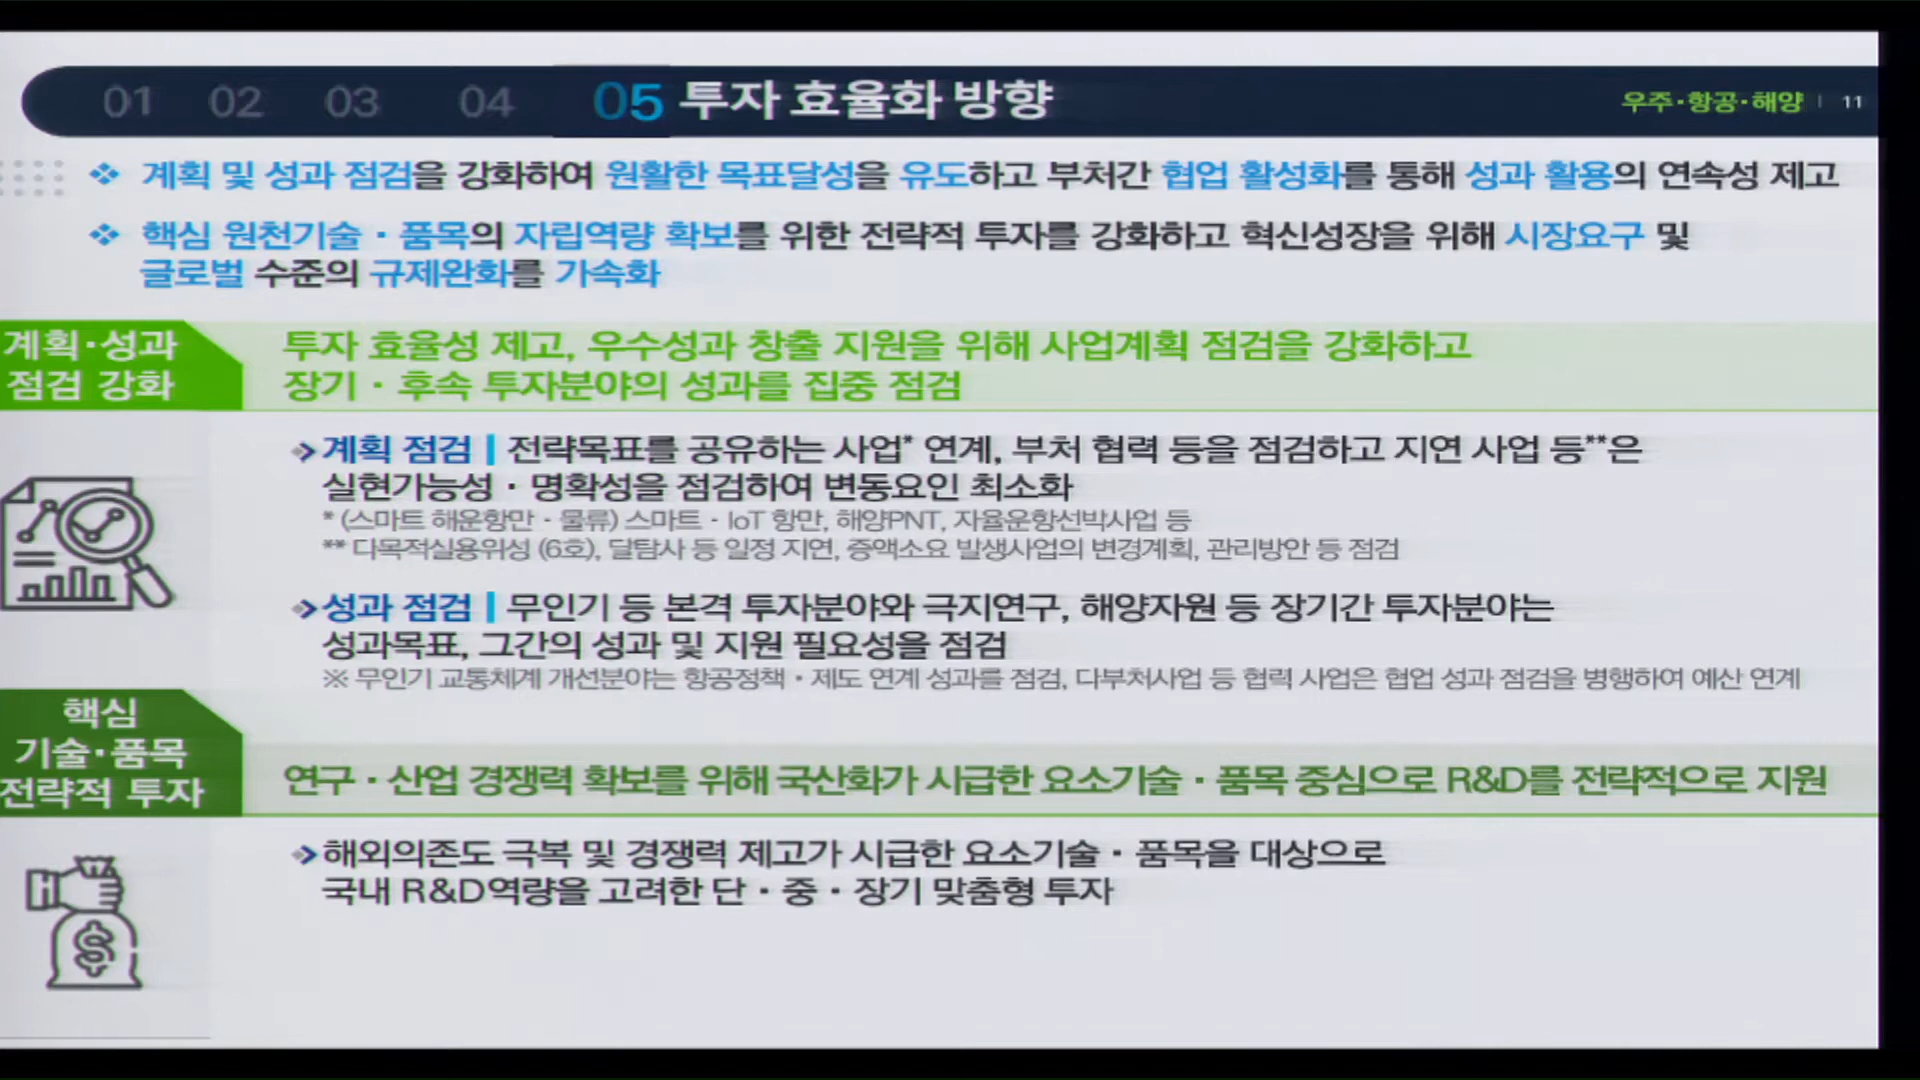 01 02 03 04 05 투자 효율화 방향 우주·항공·해양 | 11
❖ 계획 및 성과 점검을 강화하여 원활한 목표달성을 유도하고 부처간 협업 활성화를 통해 성과 활용의 연속성 제고
❖ 핵심 원천기술·품목의 자립역량 확보를 위한 전략적 투자를 강화하고 혁신성장을 위해 시장요구 및
글로벌 수준의 규제완화를 가속화
계획·성과
점검 강화
투자 효율성 제고, 우수성과 창출 지원을 위해 사업계획 점검을 강화하고
장기·후속 투자분야의 성과를 집중 점검
계획 점검 | 전략목표를 공유하는 사업* 연계, 부처 협력 등을 점검하고 지연 사업 등**은
실현가능성·명확성을 점검하여 변동요인 최소화
* (스마트 해운항만·물류) 스마트·IoT 항만, 해양PNT, 자율운항선박사업 등
** 다목적실용위성 (6호), 달탐사 등 일정 지연, 증액소요 발생사업의 변경계획, 관리방안 등 점검
성과 점검 | 무인기 등 본격 투자분야와 극지연구, 해양자원 등 장기간 투자분야는
성과목표, 그간의 성과 및 지원 필요성을 점검
※ 무인기 교통체계 개선분야는 항공정책·제도 연계 성과를 점검, 다부처사업 등 협력 사업은 협업 성과 점검을 병행하여 예산 연계
핵심
기술·품목
전략적 투자
연구·산업 경쟁력 확보를 위해 국산화가 시급한 요소기술·품목 중심으로 R&D를 전략적으로 지원
해외의존도 극복 및 경쟁력 제고가 시급한 요소기술·품목을 대상으로
국내 R&D역량을 고려한 단·중·장기 맞춤형 투자
$